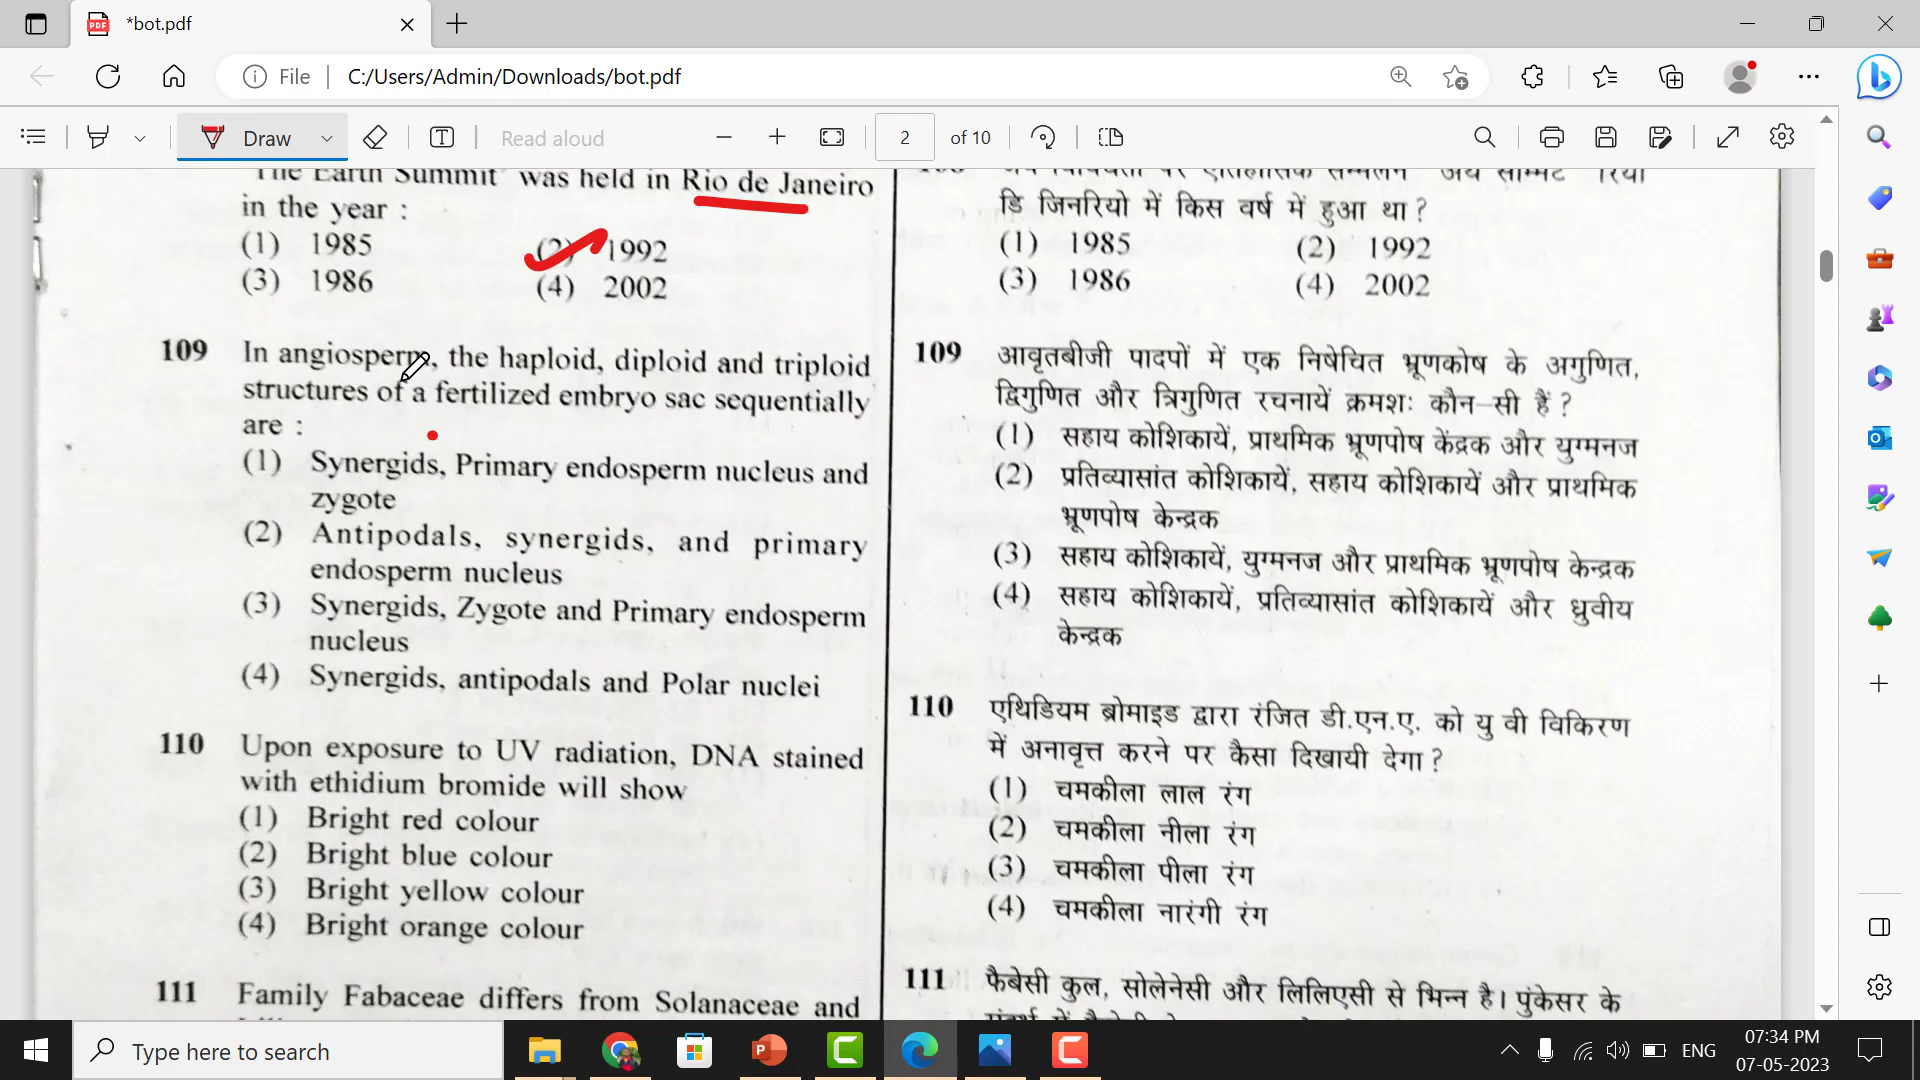 *bot.pdf
File
C:/Users/Admin/Downloads/bot.pdf
Draw
Read aloud
2
of 10
"The Earth Summit" was held in Rio de Janeiro
in the year :
(1) 1985
(2) 1992
(3) 1986
(4) 2002
109 In angiosperm, the haploid, diploid and triploid
structures of a fertilized embryo sac sequentially
are :
(1) Synergids, Primary endosperm nucleus and
zygote
(2) Antipodals, synergids, and primary
endosperm nucleus
(3) Synergids, Zygote and Primary endosperm
nucleus
(4) Synergids, antipodals and Polar nuclei
110 Upon exposure to UV radiation, DNA stained
with ethidium bromide will show
(1) Bright red colour
(2) Bright blue colour
(3) Bright yellow colour
(4) Bright orange colour
111 Family Fabaceae differs from Solanaceae and
डि जिनरियो में किस वर्ष में हुआ था ?
(1) 1985
(2) 1992
(3) 1986
(4) 2002
109 आवृतबीजी पादपों में एक निषेचित भ्रूणकोष के अगुणित,
द्विगुणित और त्रिगुणित रचनायें क्रमशः कौन-सी हैं ?
(1) सहाय कोशिकायें, प्राथमिक भ्रूणपोष केंद्रक और युग्मनज
(2) प्रतिव्यासांत कोशिकायें, सहाय कोशिकायें और प्राथमिक
भ्रूणपोष केन्द्रक
(3) सहाय कोशिकायें, युग्मनज और प्राथमिक भ्रूणपोष केन्द्रक
(4) सहाय कोशिकायें, प्रतिव्यासांत कोशिकायें और ध्रुवीय
केन्द्रक
110 एथिडियम ब्रोमाइड द्वारा रंजित डी.एन.ए. को यु वी विकिरण
में अनावृत्त करने पर कैसा दिखायी देगा ?
(1) चमकीला लाल रंग
(2) चमकीला नीला रंग
(3) चमकीला पीला रंग
(4) चमकीला नारंगी रंग
111 फैबेसी कुल, सोलेनेसी और लिलिएसी से भिन्न है। पुंकेसर के
Type here to search
ENG
07:34 PM
07-05-2023